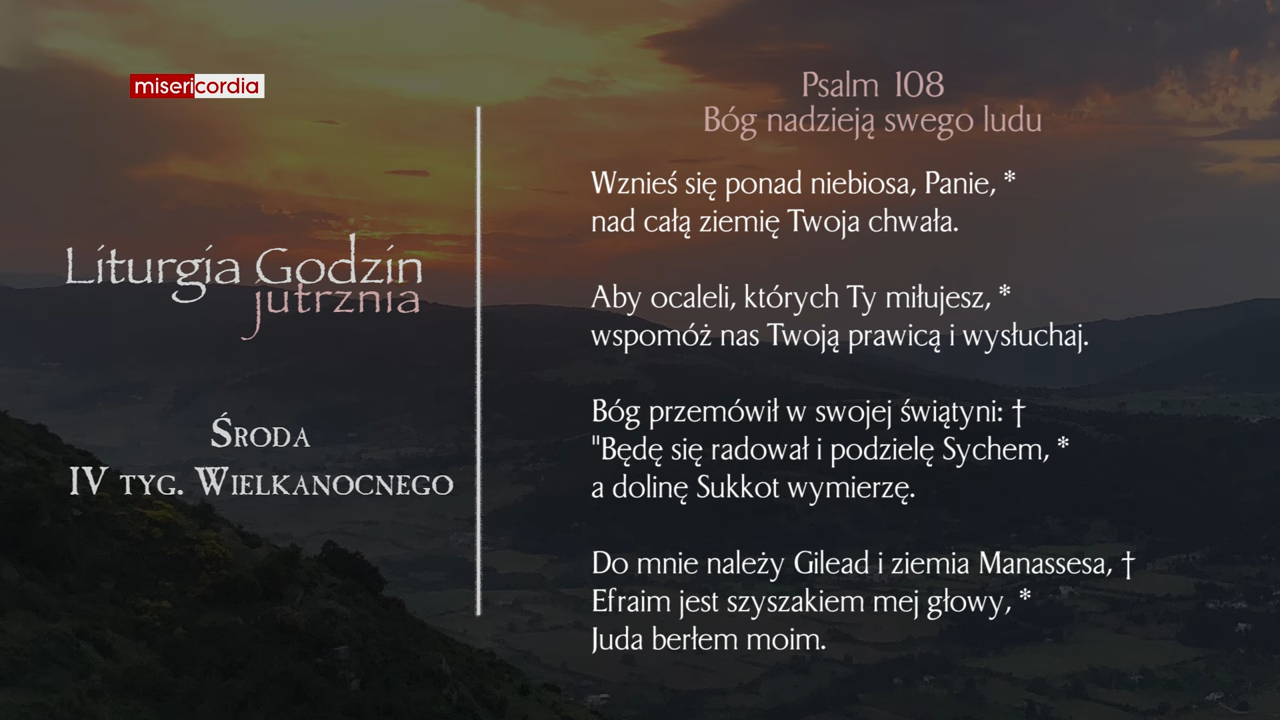 misericordia
Liturgia Godzin
jutrznia
Środa
IV tyg. Wielkanocnego
Psalm 108
Bóg nadzieją swego ludu
Wznieś się ponad niebiosa, Panie, *
nad całą ziemię Twoja chwała.
Aby ocaleli, których Ty miłujesz, *
wspomóż nas Twoją prawicą i wysłuchaj.
Bóg przemówił w swojej świątyni: †
"Będę się radował i podzielę Sychem, *
a dolinę Sukkot wymierzę.
Do mnie należy Gilead i ziemia Manassesa, †
Efraim jest szyszakiem mej głowy, *
Juda berłem moim.